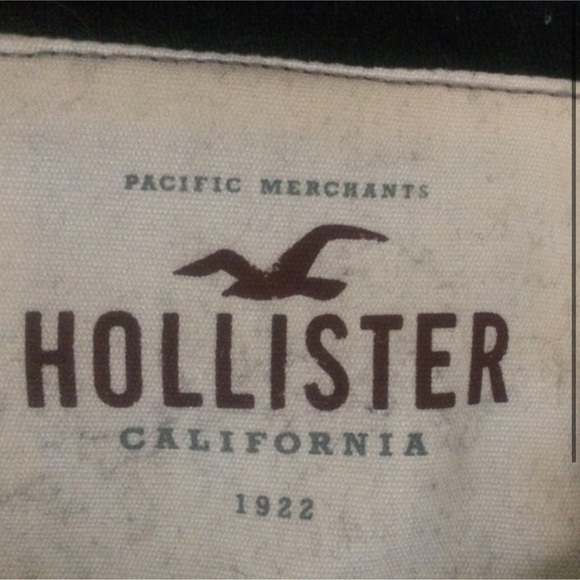 PACIFIC MERCHANTS
HOLLISTER
CALIFORNIA
1922